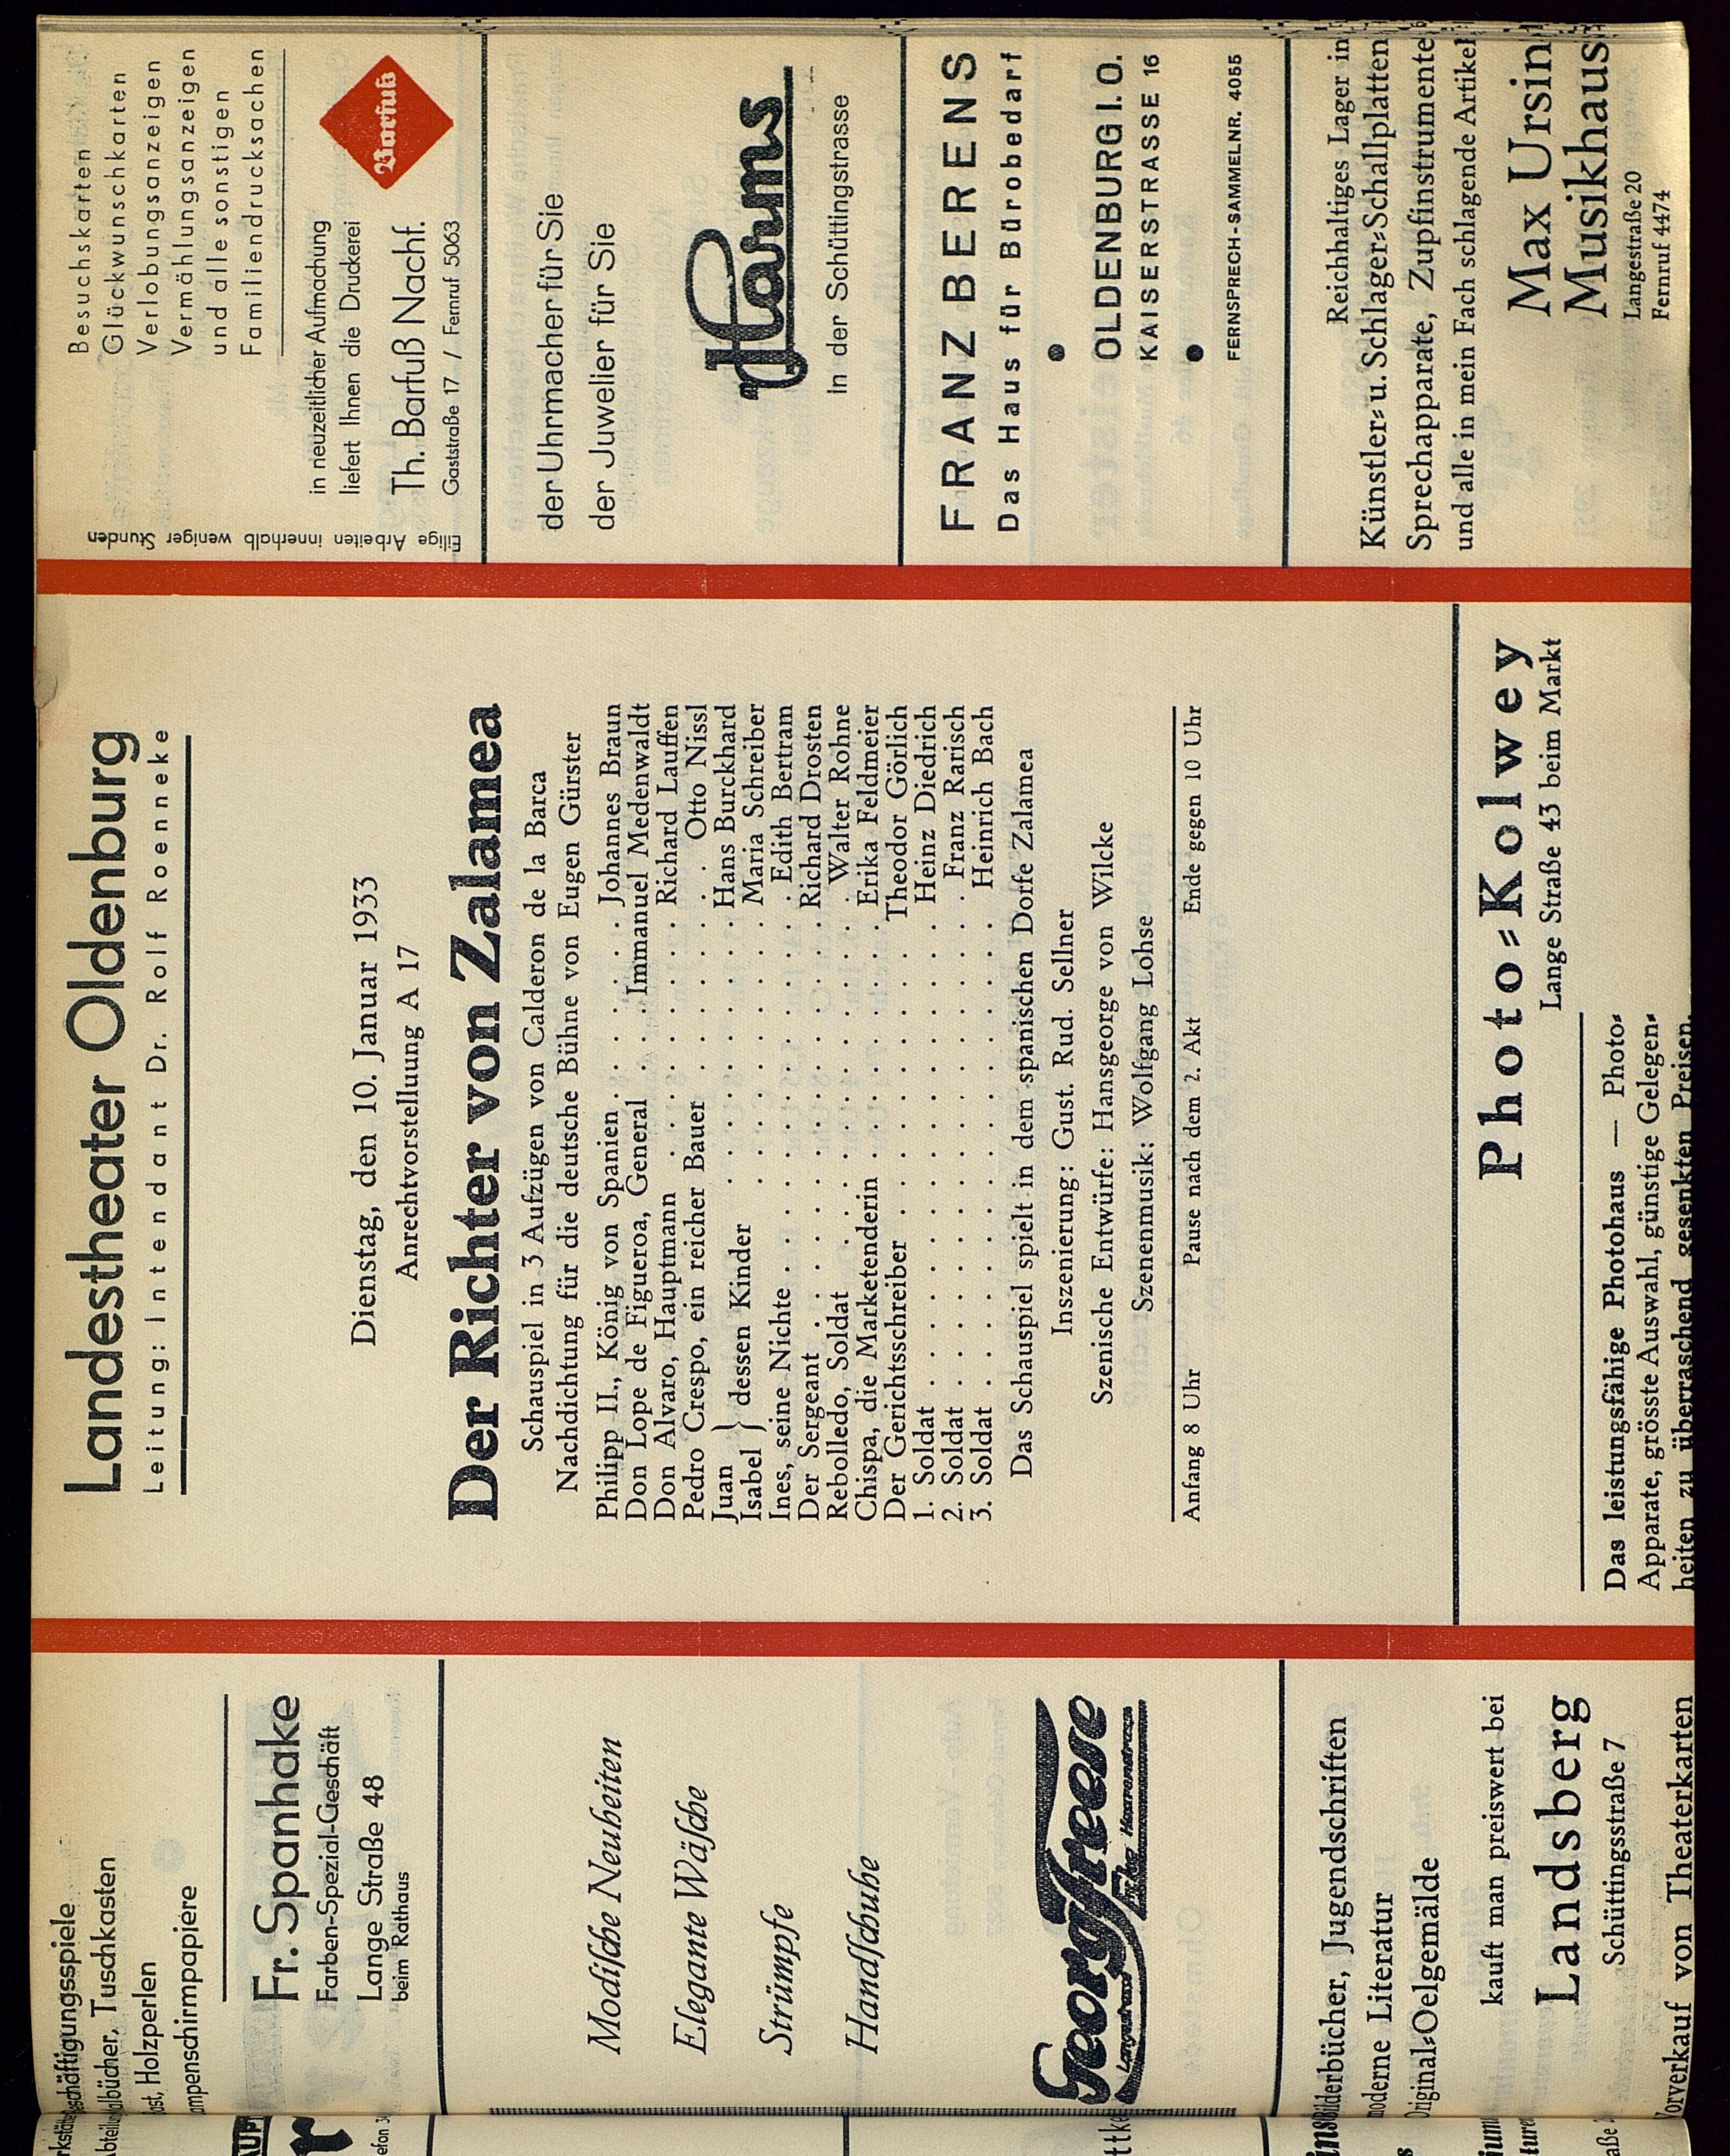 Beschäftigungsspiele
Malbücher, Tuschkasten
Holzperlen
Lampenschirmpapiere
Fr. Spanhake
Farben-Spezial-Geschäft
Lange Straße 48
beim Rathaus
Modische Neuheiten
Elegante Wäsche
Strümpfe
Handschuhe
Georg Freese
Langestrasse Ecke Haarenstrasse
Bilderbücher, Jugendschriften
moderne Literatur
Original-Oelgemälde
kauft man preiswert bei
Landsberg
Schüttingsstraße 7
Vorverkauf von Theaterkarten
Landestheater Oldenburg
Leitung: Intendant Dr. Rolf Roenneke
Dienstag, den 10. Januar 1933
Anrechtvorstelluung A 17
Der Richter von Zalamea
Schauspiel in 3 Aufzügen von Calderon de la Barca
Nachdichtung für die deutsche Bühne von Eugen Gürster
Philipp II., König von Spanien . . . . . . Johannes Braun
Don Lope de Figueroa, General . . . . Immanuel Medenwaldt
Don Alvaro, Hauptmann . . . . . . . . . Richard Lauffen
Pedro Crespo, ein reicher Bauer . . . . . . . . Otto Nissl
Juan } dessen Kinder . . . . . . . . . . Hans Burckhard
Isabel } . . . . . . . . . . Maria Schreiber
Ines, seine Nichte . . . . . . . . . . . . . Edith Bertram
Der Sergeant . . . . . . . . . . . . . . Richard Drosten
Rebolledo, Soldat . . . . . . . . . . . . . Walter Rohne
Chispa, die Marketenderin . . . . . . . . . Erika Feldmeier
Der Gerichtsschreiber . . . . . . . . . . . Theodor Görlich
1. Soldat . . . . . . . . . . . . . . . . . Heinz Diedrich
2. Soldat . . . . . . . . . . . . . . . . . Franz Rarisch
3. Soldat . . . . . . . . . . . . . . . . . Heinrich Bach
Das Schauspiel spielt in dem spanischen Dorfe Zalamea
Inszenierung: Gust. Rud. Sellner
Szenische Entwürfe: Hansgeorge von Wilcke
Szenenmusik: Wolfgang Lohse
Anfang 8 Uhr Pause nach dem 2. Akt Ende gegen 10 Uhr
Photo-Kolwey
Lange Straße 43 beim Markt
Das leistungsfähige Photohaus — Photo-
Apparate, grösste Auswahl, günstige Gelegen-
heiten zu überraschend gesenkten Preisen.
Eilige Arbeiten innerhalb weniger Stunden
Besuchskarten
Glückwunschkarten
Verlobungsanzeigen
Vermählungsanzeigen
und alle sonstigen
Familiendrucksachen
in neuzeitlicher Aufmachung
liefert Ihnen die Druckerei
Th. Barfuß Nachf.
Gaststraße 17 / Fernruf 5063
Barfuß
der Uhrmacher für Sie
der Juwelier für Sie
Harms
in der Schüttingstrasse
FRANZ BERENS
Das Haus für Bürobedarf
OLDENBURG I. O.
KAISERSTRASSE 16
FERNSPRECH-SAMMELNR. 4055
Reichhaltiges Lager in
Künstler- u. Schlager-Schallplatten
Sprechapparate, Zupfinstrumente
und alle in mein Fach schlagende Artikel
Max Ursin
Musikhaus
Langestraße 20
Fernruf 4474